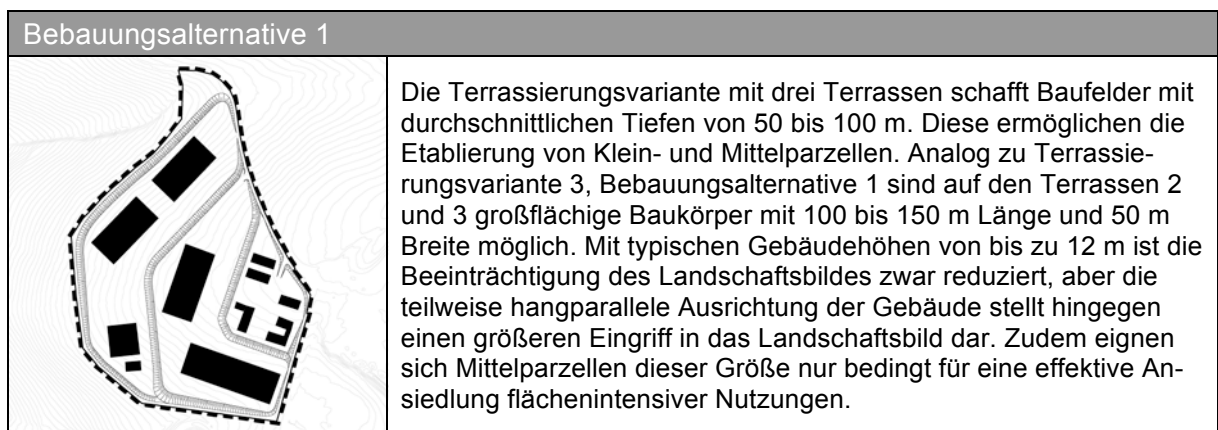 Bebauungsalternative 1
Die Terrassierungsvariante mit drei Terrassen schafft Baufelder mit
durchschnittlichen Tiefen von 50 bis 100 m. Diese ermöglichen die
Etablierung von Klein- und Mittelparzellen. Analog zu Terrassie-
rungsvariante 3, Bebauungsalternative 1 sind auf den Terrassen 2
und 3 großflächige Baukörper mit 100 bis 150 m Länge und 50 m
Breite möglich. Mit typischen Gebäudehöhen von bis zu 12 m ist die
Beeinträchtigung des Landschaftsbildes zwar reduziert, aber die
teilweise hangparallele Ausrichtung der Gebäude stellt hingegen
einen größeren Eingriff in das Landschaftsbild dar. Zudem eignen
sich Mittelparzellen dieser Größe nur bedingt für eine effektive An-
siedlung flächenintensiver Nutzungen.